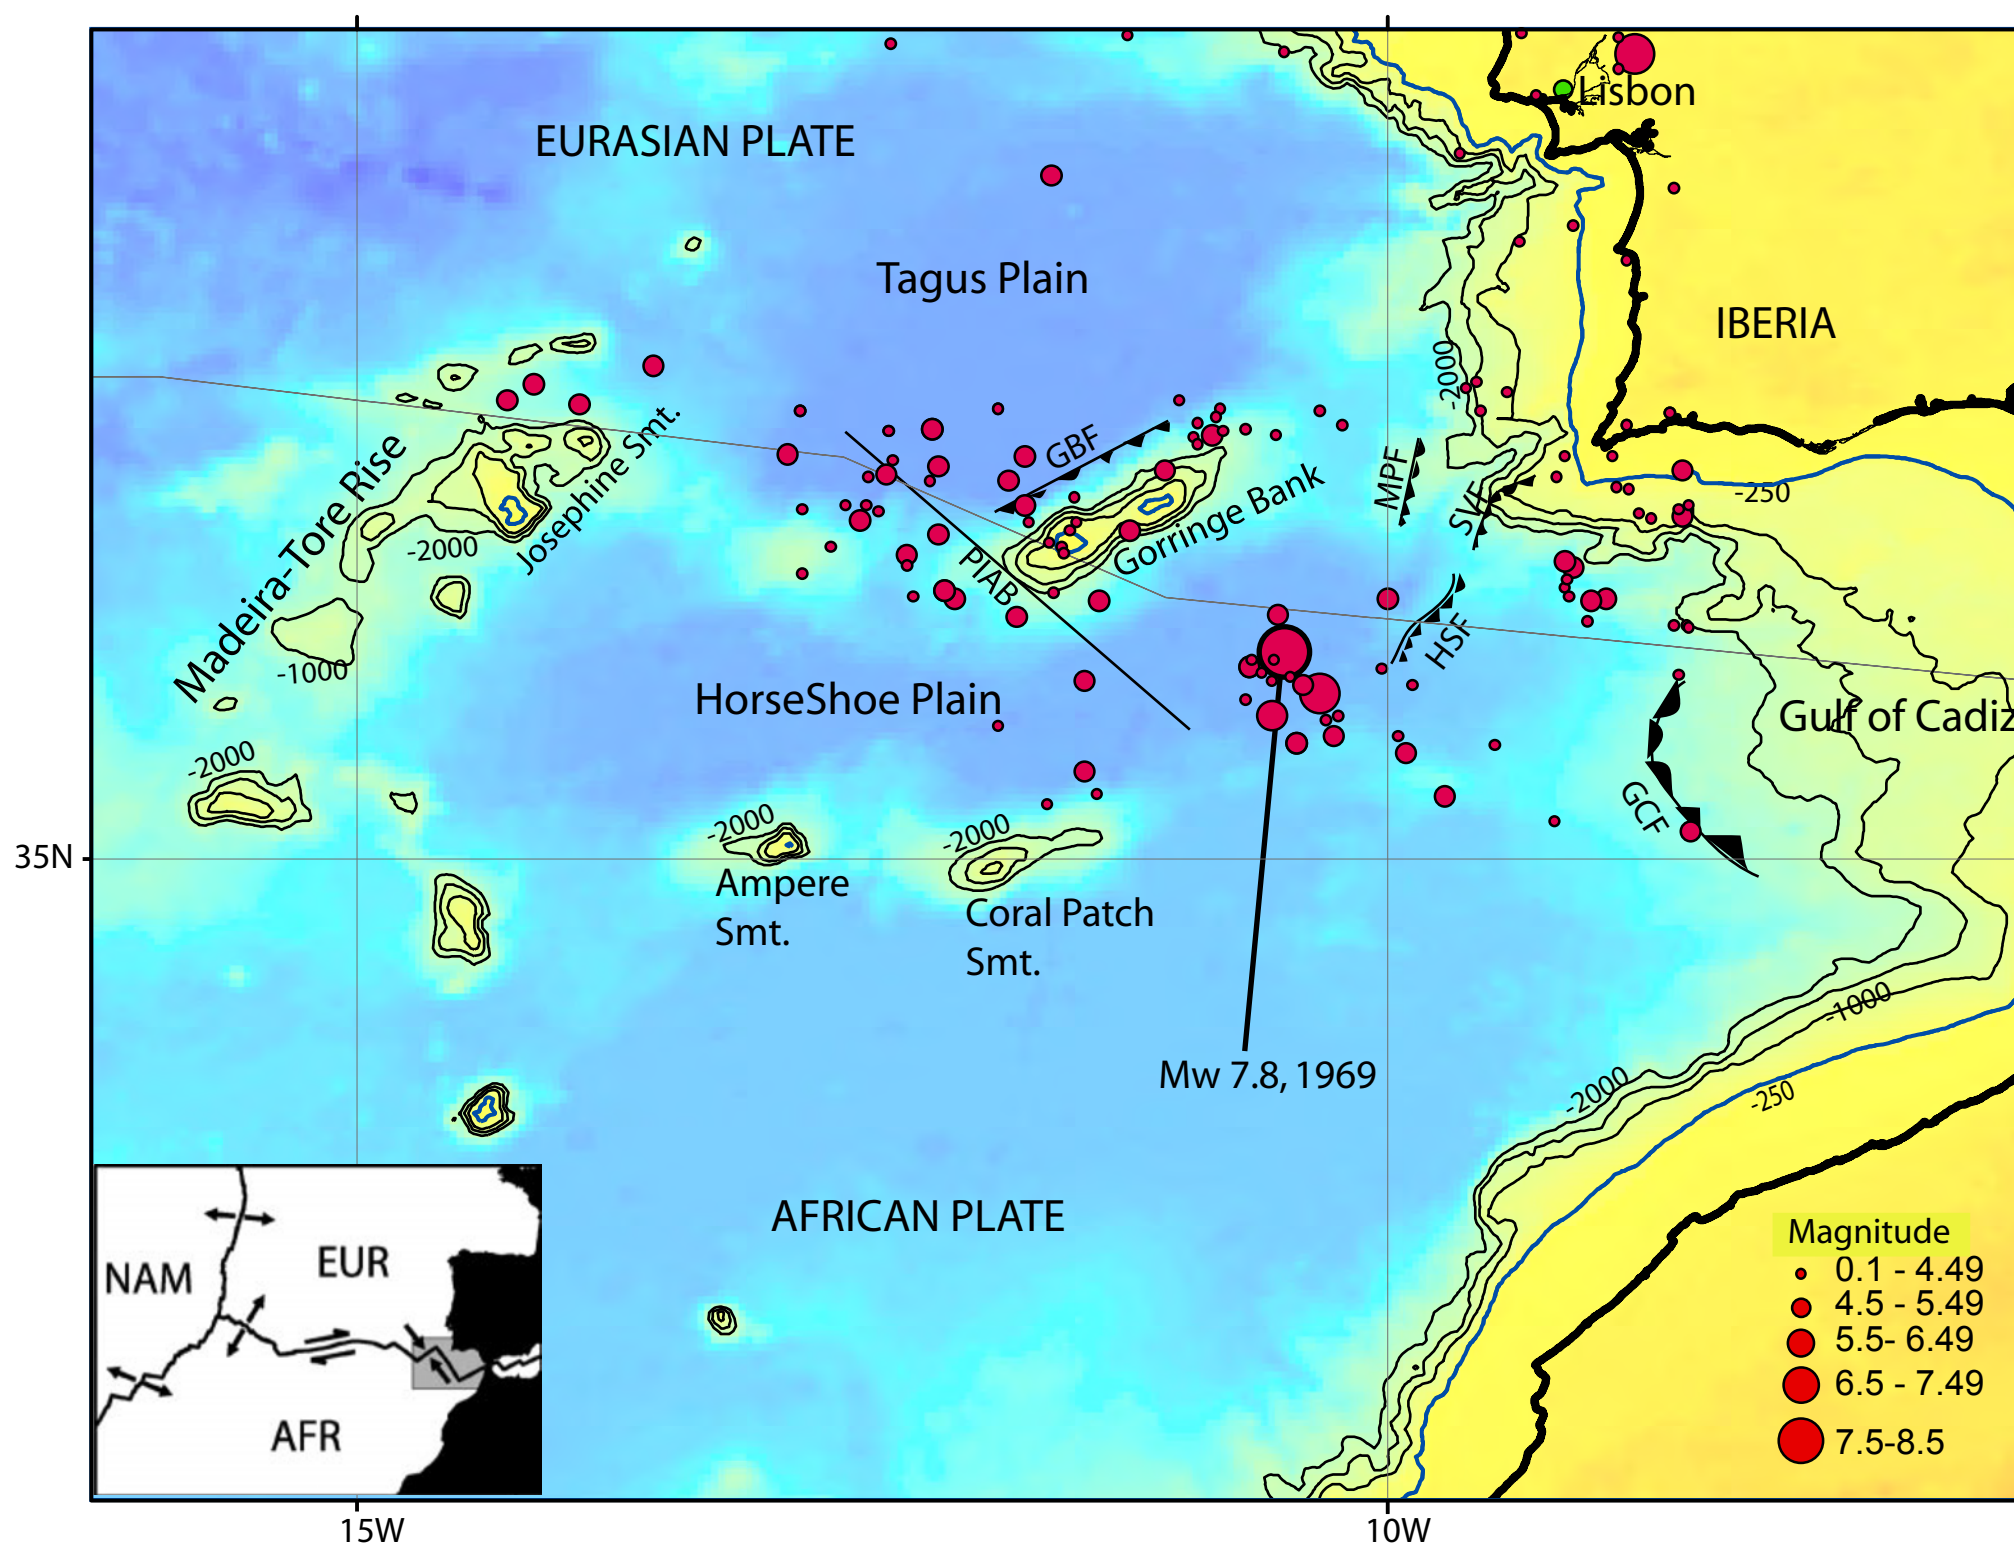 Lisbon
EURASIAN PLATE
Tagus Plain
IBERIA
-2000
GBF
MPF
SVF
-250
Madeira-Tore Rise
Josephine Smt.
-2000
Gorringe Bank
PIAB
HSF
-1000
HorseShoe Plain
Gulf of Cadiz
-2000
GCF
-2000
-2000
35N
Ampere
Smt.
Coral Patch
Smt.
-1000
Mw 7.8, 1969
-2000
-250
AFRICAN PLATE
NAM
EUR
AFR
Magnitude
0.1 - 4.49
4.5 - 5.49
5.5- 6.49
6.5 - 7.49
7.5-8.5
15W
10W